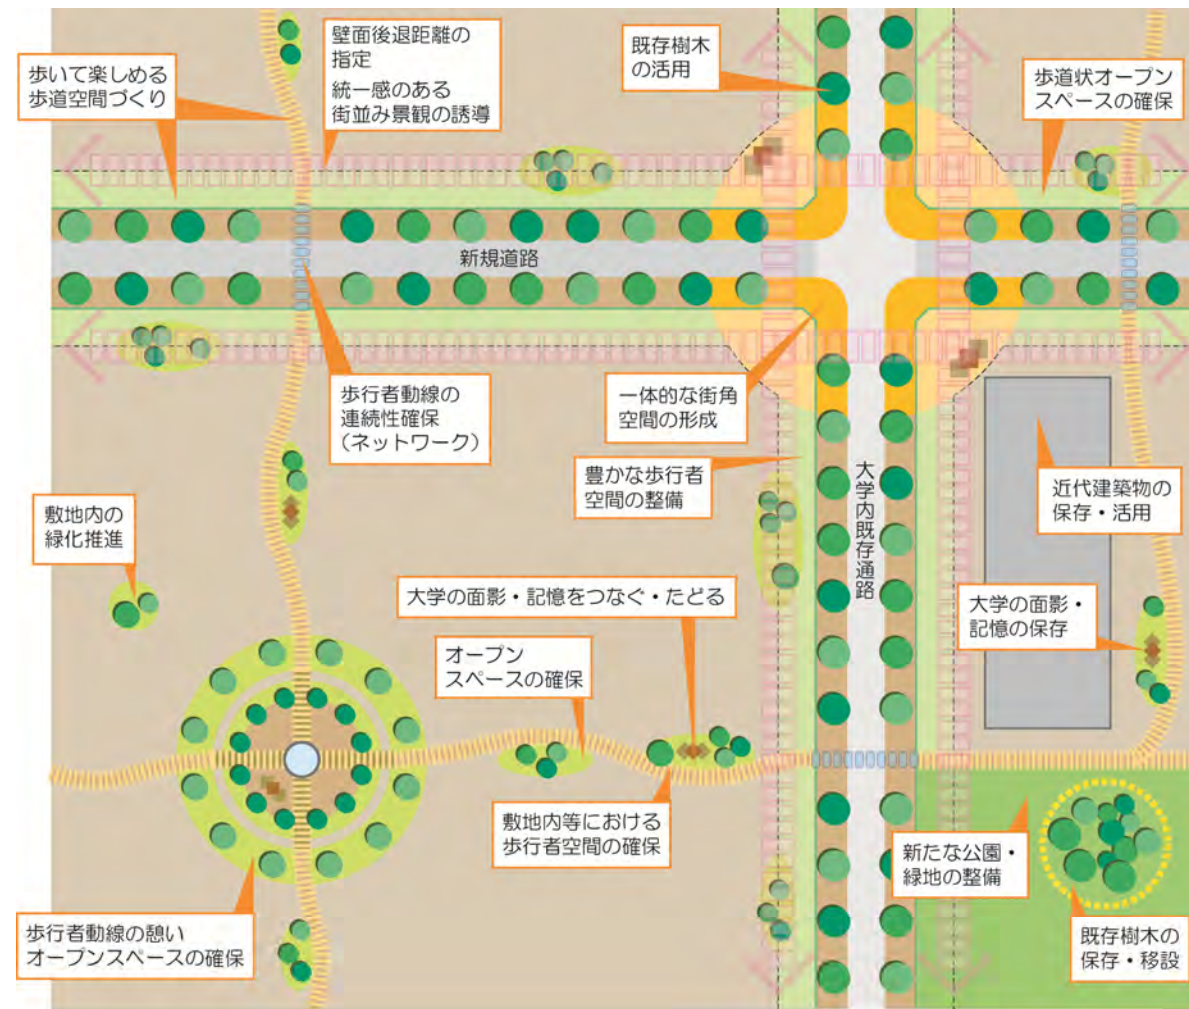 壁面後退距離の
指定
統一感のある
街並み景観の誘導
既存樹木
の活用
歩いて楽しめる
歩道空間づくり
歩道状オープン
スペースの確保
新規道路
歩行者動線の
連続性確保
(ネットワーク)
一体的な街角
空間の形成
豊かな歩行者
空間の整備
大学内既存通路
近代建築物の
保存・活用
敷地内の
緑化推進
大学の面影・記憶をつなぐ・たどる
大学の面影・
記憶の保存
オープン
スペースの確保
敷地内等における
歩行者空間の確保
新たな公園・
緑地の整備
歩行者動線の憩い
オープンスペースの確保
既存樹木の
保存・移設